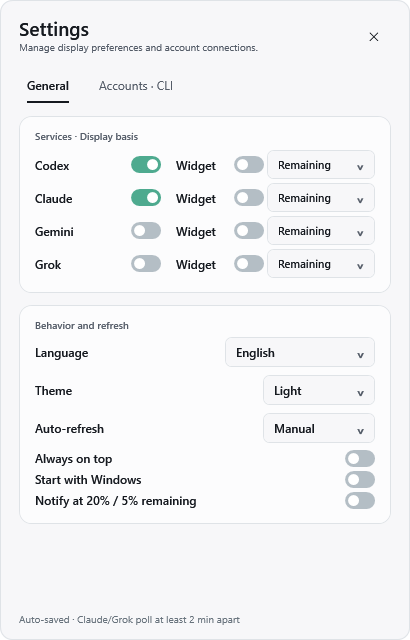 Settings
Manage display preferences and account connections.
General
Accounts · CLI
Services · Display basis
Codex Widget Remaining
Claude Widget Remaining
Gemini Widget Remaining
Grok Widget Remaining
Behavior and refresh
Language English
Theme Light
Auto-refresh Manual
Always on top
Start with Windows
Notify at 20% / 5% remaining
Auto-saved · Claude/Grok poll at least 2 min apart